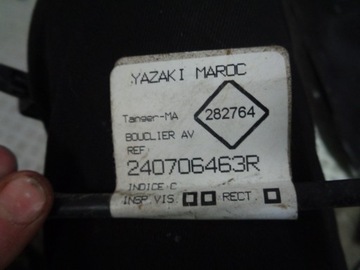 YAZAKI MAROC
Tanger-MA
282764
BOUCLIER AV
REF
240706463R
INDICE C
INSP VIS RECT